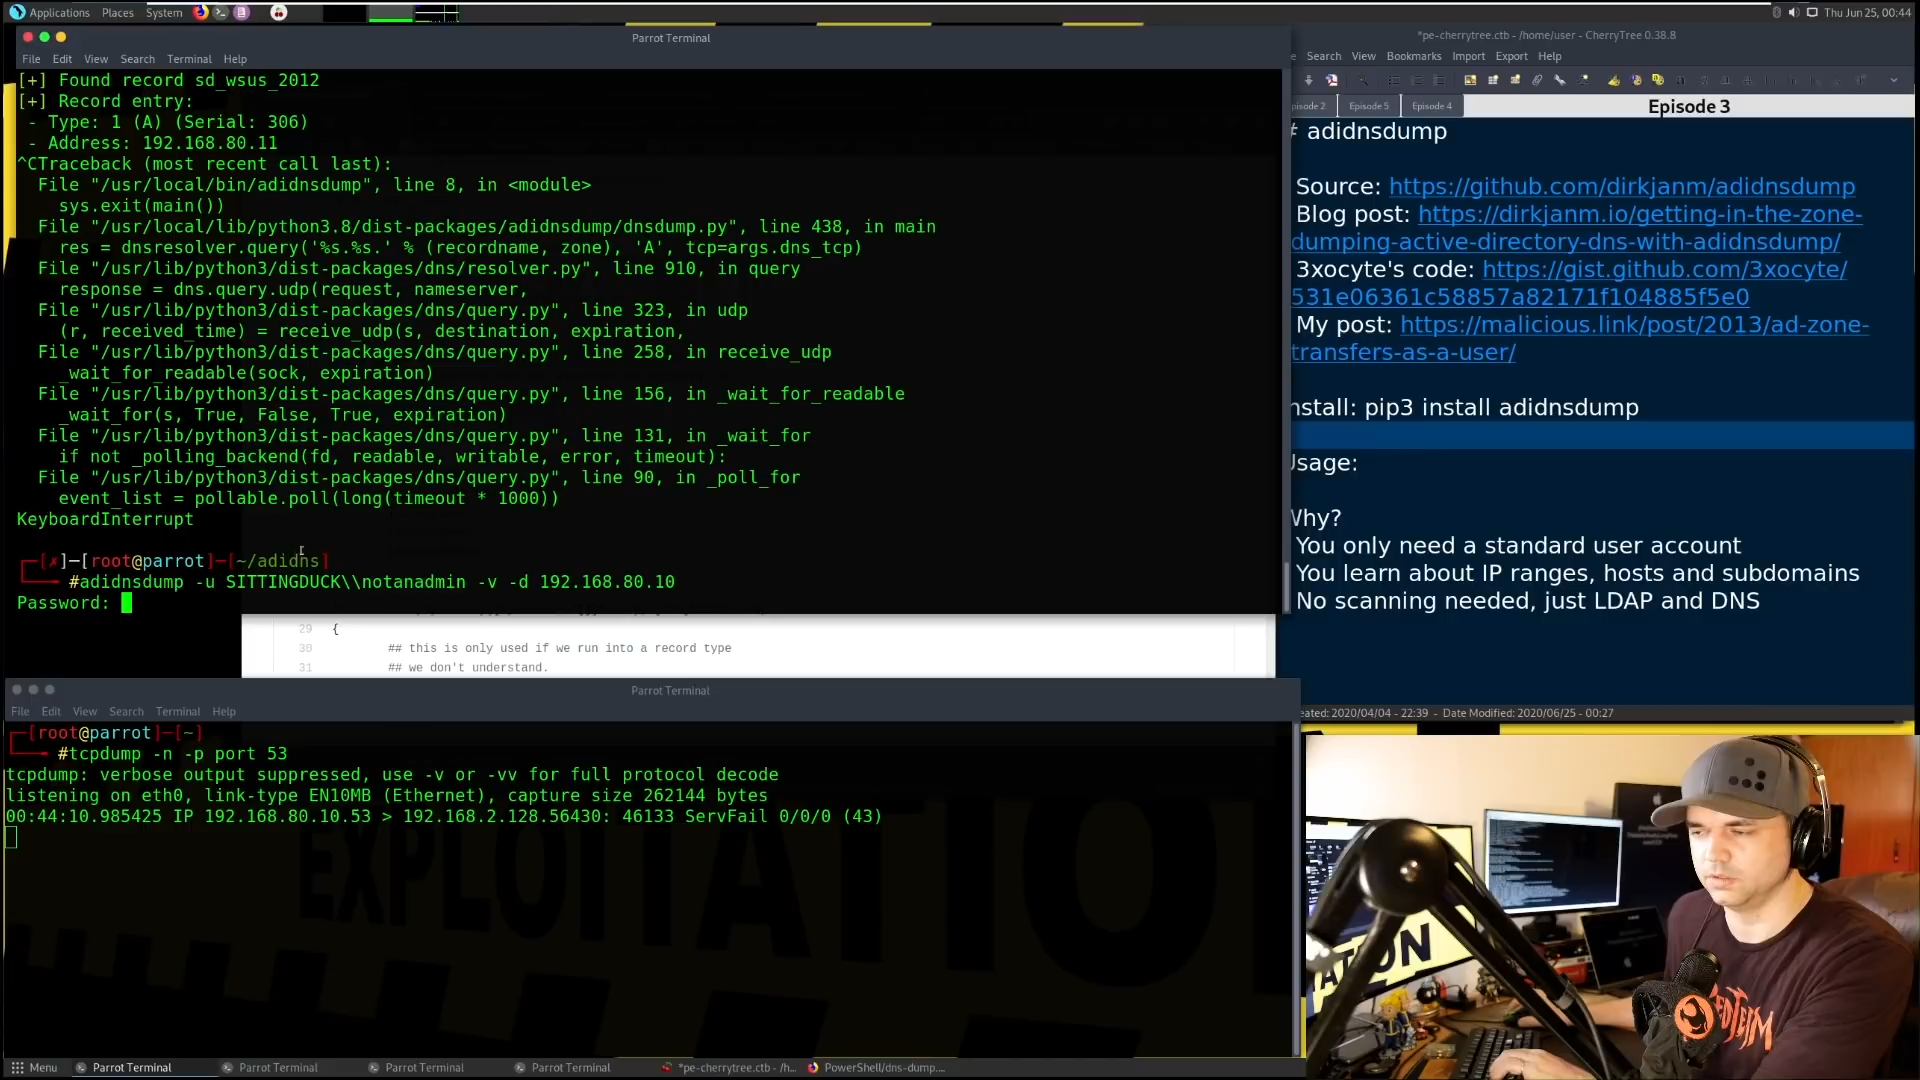 Applications Places System
Thu Jun 25, 00:44
Parrot Terminal
File Edit View Search Terminal Help
[+] Found record sd_wsus_2012
[+] Record entry:
- Type: 1 (A) (Serial: 306)
- Address: 192.168.80.11
^CTraceback (most recent call last):
File "/usr/local/bin/adidnsdump", line 8, in <module>
sys.exit(main())
File "/usr/local/lib/python3.8/dist-packages/adidnsdump/dnsdump.py", line 438, in main
res = dnsresolver.query('%s.%s.' % (recordname, zone), 'A', tcp=args.dns_tcp)
File "/usr/lib/python3/dist-packages/dns/resolver.py", line 910, in query
response = dns.query.udp(request, nameserver,
File "/usr/lib/python3/dist-packages/dns/query.py", line 323, in udp
(r, received_time) = receive_udp(s, destination, expiration,
File "/usr/lib/python3/dist-packages/dns/query.py", line 258, in receive_udp
_wait_for_readable(sock, expiration)
File "/usr/lib/python3/dist-packages/dns/query.py", line 156, in _wait_for_readable
_wait_for(s, True, False, True, expiration)
File "/usr/lib/python3/dist-packages/dns/query.py", line 131, in _wait_for
if not _polling_backend(fd, readable, writable, error, timeout):
File "/usr/lib/python3/dist-packages/dns/query.py", line 90, in _poll_for
event_list = pollable.poll(long(timeout * 1000))
KeyboardInterrupt
[✗]-[root@parrot]-[~/adidns]
#adidnsdump -u SITTINGDUCK\\notanadmin -v -d 192.168.80.10
Password:
29 {
30 ## this is only used if we run into a record type
31 ## we don't understand.
Parrot Terminal
File Edit View Search Terminal Help
[root@parrot]-[~]
#tcpdump -n -p port 53
tcpdump: verbose output suppressed, use -v or -vv for full protocol decode
listening on eth0, link-type EN10MB (Ethernet), capture size 262144 bytes
00:44:10.985425 IP 192.168.80.10.53 > 192.168.2.128.56430: 46133 ServFail 0/0/0 (43)
EXPLOITATION
*pe-cherrytree.ctb - /home/user - CherryTree 0.38.8
Search View Bookmarks Import Export Help
pisode 2 Episode 5 Episode 4 Episode 3
# adidnsdump
Source: https://github.com/dirkjanm/adidnsdump
Blog post: https://dirkjanm.io/getting-in-the-zone-
dumping-active-directory-dns-with-adidnsdump/
3xocyte's code: https://gist.github.com/3xocyte/
531e06361c58857a82171f104885f5e0
My post: https://malicious.link/post/2013/ad-zone-
transfers-as-a-user/
nstall: pip3 install adidnsdump
Usage:
Why?
You only need a standard user account
You learn about IP ranges, hosts and subdomains
No scanning needed, just LDAP and DNS
eated: 2020/04/04 - 22:39 - Date Modified: 2020/06/25 - 00:27
ATION
Menu Parrot Terminal Parrot Terminal Parrot Terminal Parrot Terminal *pe-cherrytree.ctb - /h... PowerShell/dns-dump....